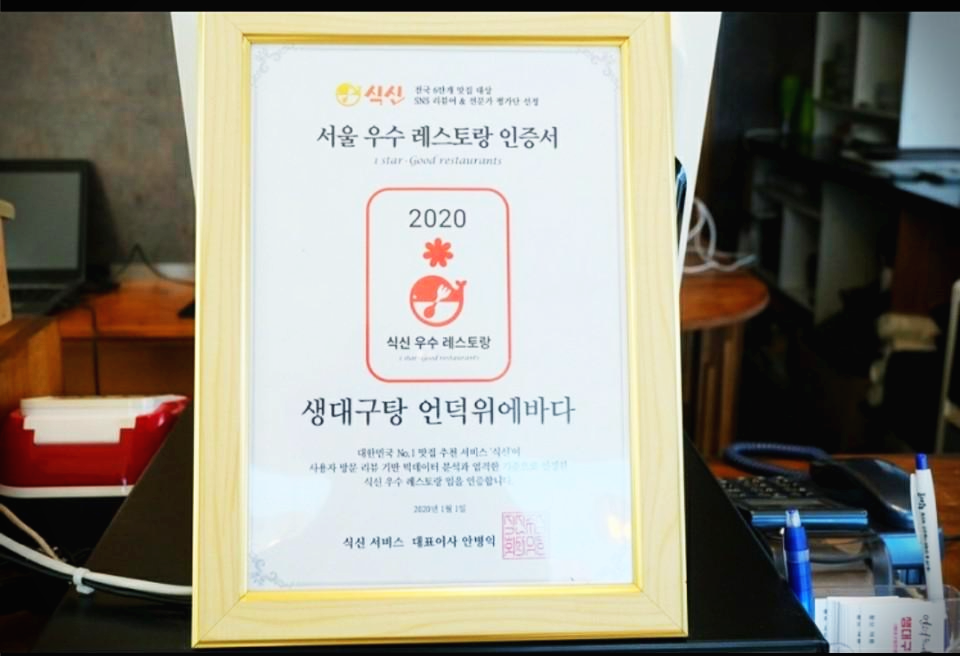 식신 전국 6만개 맛집 대상
SNS 리뷰어 & 전문가 평가단 선정
서울 우수 레스토랑 인증서
1 star·Good restaurants
2020
식신 우수 레스토랑
1 star·Good restaurants
생대구탕 언덕위에바다
대한민국 No.1 맛집 추천 서비스 '식신'이
사용자 방문 리뷰 기반 빅데이터 분석과 엄격한 기준으로 선정된
식신 우수 레스토랑 임을 인증합니다.
2020년 1월 1일
식신 서비스 대표이사 안병익
생대구